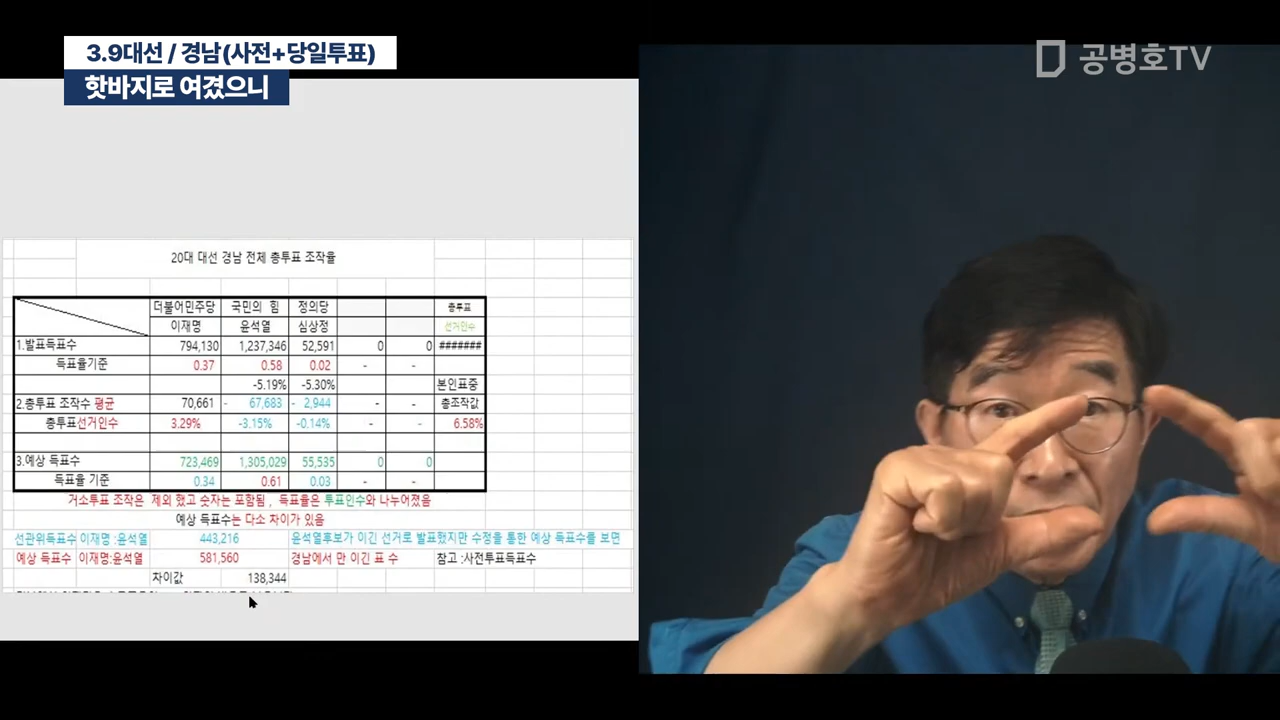 3.9대선 / 경남(사전+당일투표)
핫바지로 여겼으니
공병호TV
20대 대선 경남 전체 총투표 조작율
더불어민주당 국민의 힘 정의당 총투표
이재명 윤석열 심상정 선거인수
1.발표득표수 794,130 1,237,346 52,591 0 0 #######
득표율기준 0.37 0.58 0.02 - -
-5.19% -5.30% 본인표중
2.총투표 조작수 평균 70,661 - 67,683 - 2,944 - - 총조작값
총투표선거인수 3.29% -3.15% -0.14% - - 6.58%
3.예상 득표수 723,469 1,305,029 55,535 0 0
득표율 기준 0.34 0.61 0.03 - -
거소투표 조작은 제외 했고 숫자는 포함됨 , 득표율은 투표인수와 나누어졌음
예상 득표수는 다소 차이가 있음
선관위득표수 이재명 :윤석열 443,216 윤석열후보가 이긴 선거로 발표했지만 수정을 통한 예상 득표수를 보면
예상 득표수 이재명:윤석열 581,560 경남에서 만 이긴 표 수 참고 :사전투표득표수
차이값 138,344